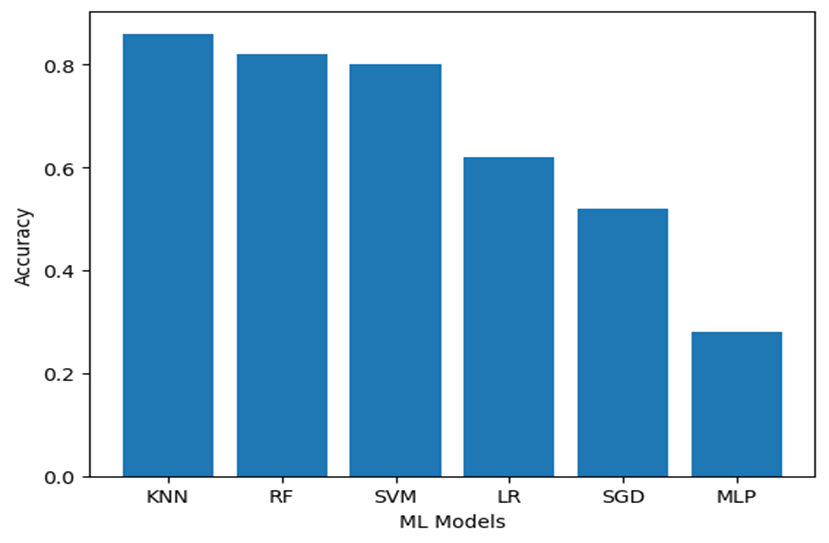 Accuracy
0.8
0.6
0.4
0.2
0.0
KNN RF SVM LR SGD MLP
ML Models